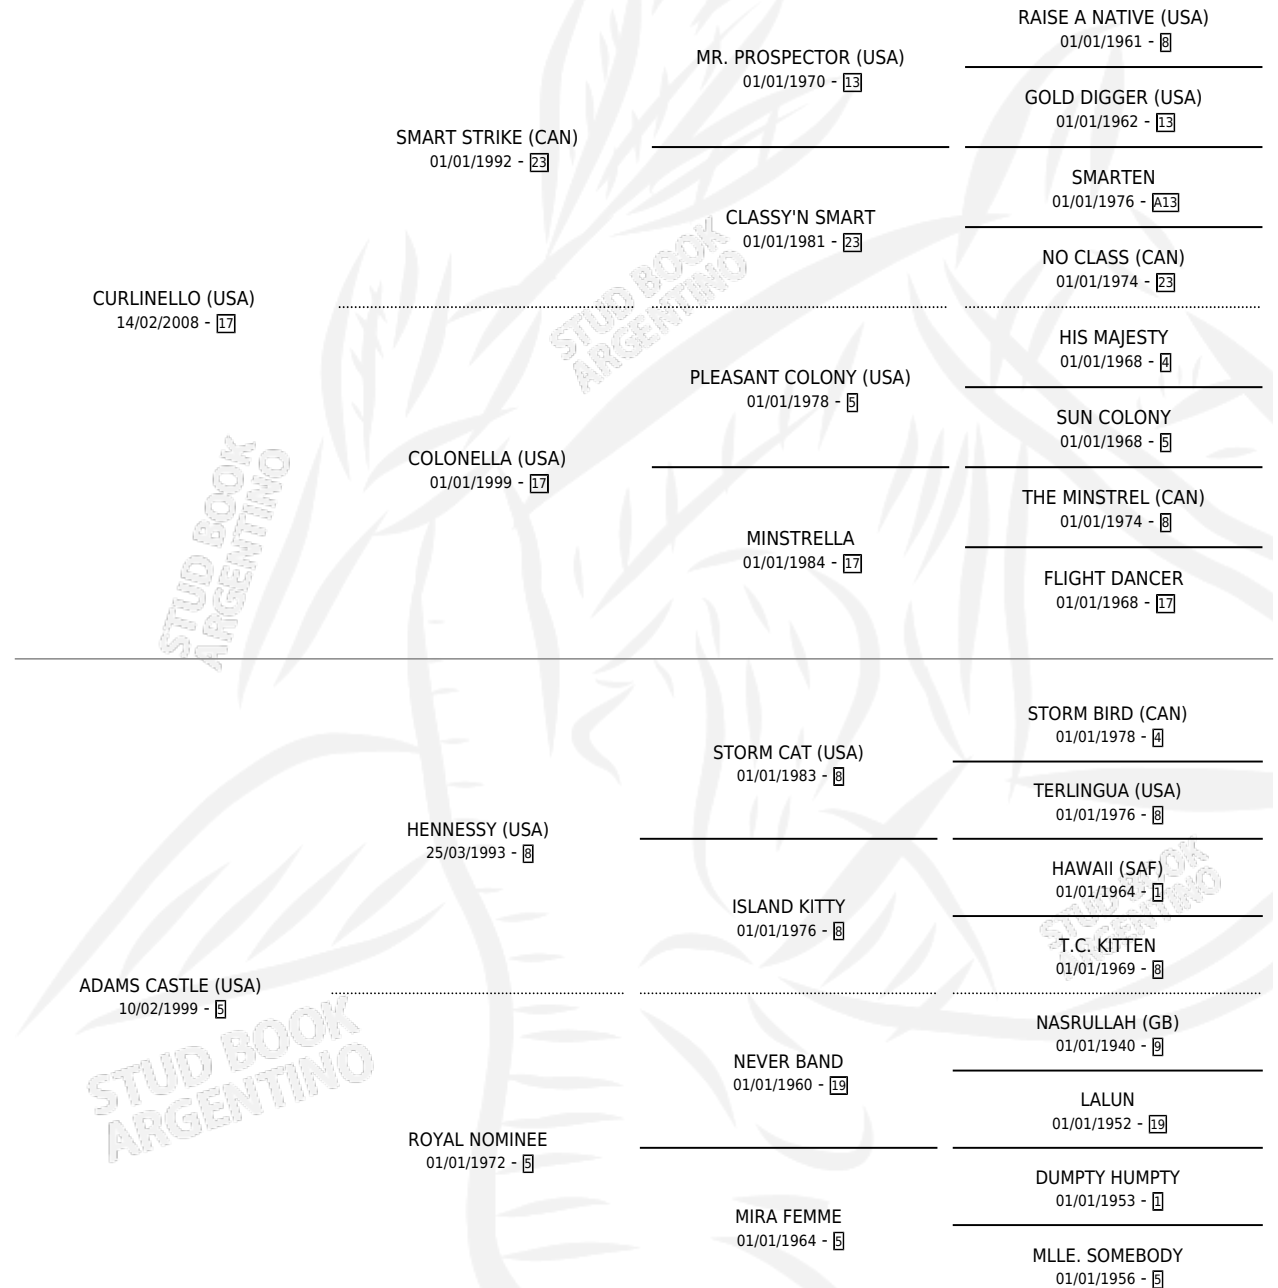 RAISE A NATIVE (USA)
01/01/1961 - 8
MR. PROSPECTOR (USA)
01/01/1970 - 13
GOLD DIGGER (USA)
01/01/1962 - 13
SMART STRIKE (CAN)
01/01/1992 - 23
SMARTEN
01/01/1976 - A13
CLASSY'N SMART
01/01/1981 - 23
NO CLASS (CAN)
01/01/1974 - 23
CURLINELLO (USA)
14/02/2008 - 17
HIS MAJESTY
01/01/1968 - 4
PLEASANT COLONY (USA)
01/01/1978 - 5
SUN COLONY
01/01/1968 - 5
COLONELLA (USA)
01/01/1999 - 17
THE MINSTREL (CAN)
01/01/1974 - 8
MINSTRELLA
01/01/1984 - 17
FLIGHT DANCER
01/01/1968 - 17
STORM BIRD (CAN)
01/01/1978 - 4
STORM CAT (USA)
01/01/1983 - 8
TERLINGUA (USA)
01/01/1976 - 8
HENNESSY (USA)
25/03/1993 - 8
HAWAII (SAF)
01/01/1964 - 1
ISLAND KITTY
01/01/1976 - 8
T.C. KITTEN
01/01/1969 - 8
ADAMS CASTLE (USA)
10/02/1999 - 5
NASRULLAH (GB)
01/01/1940 - 9
NEVER BAND
01/01/1960 - 19
LALUN
01/01/1952 - 19
ROYAL NOMINEE
01/01/1972 - 5
DUMPTY HUMPTY
01/01/1953 - 1
MIRA FEMME
01/01/1964 - 5
MLLE. SOMEBODY
01/01/1956 - 5
STUD BOOK
ARGENTINO
STUD BOOK
ARGENTINO
STUD BOOK
ARGENTINO
STUD BOOK
ARGENTINO